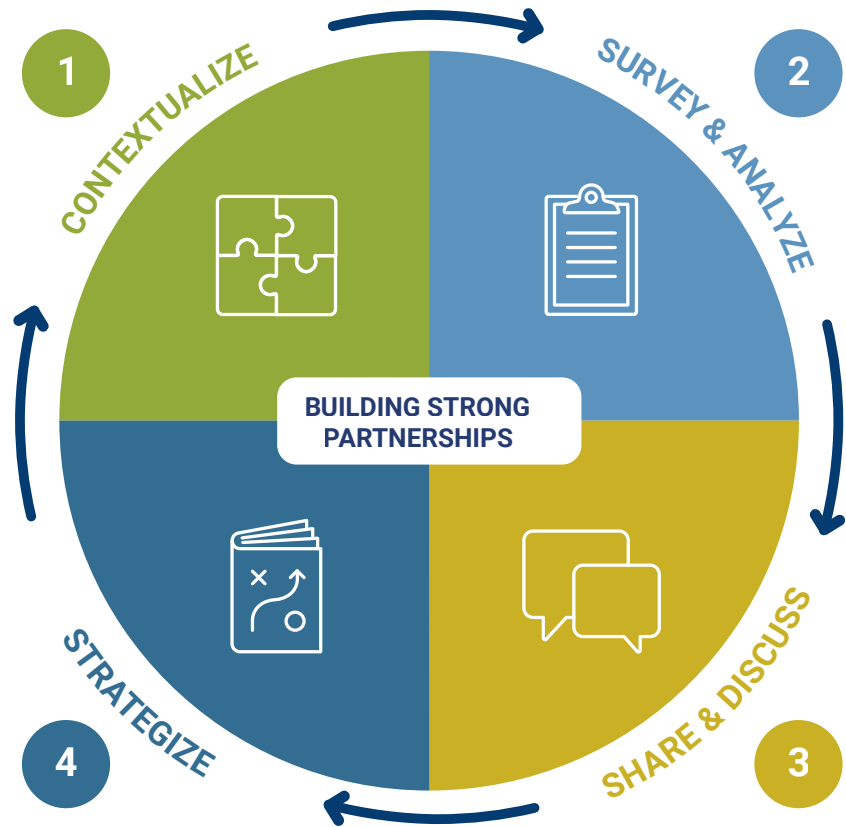 1
CONTEXTUALIZE
2
SURVEY & ANALYZE
BUILDING STRONG
PARTNERSHIPS
3
SHARE & DISCUSS
4
STRATEGIZE